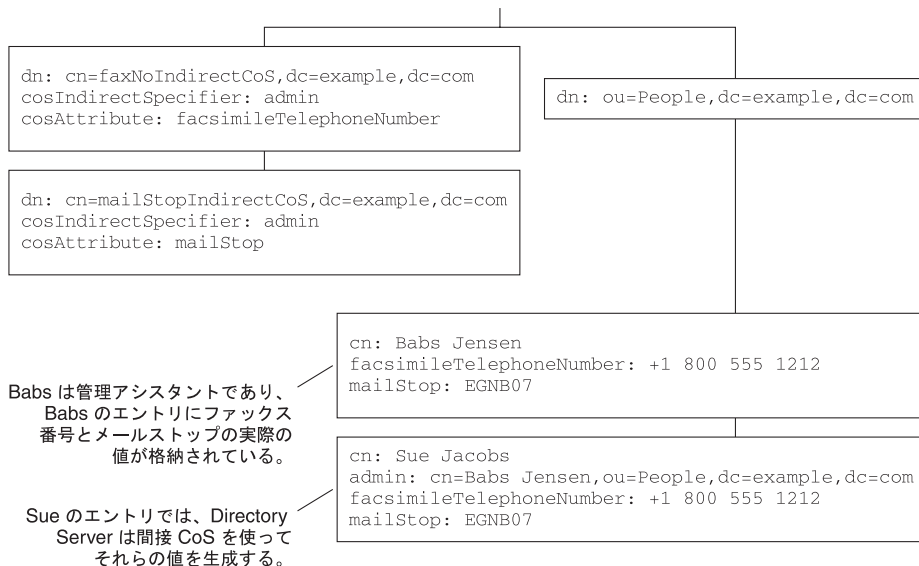 dn: cn=faxNoIndirectCoS,dc=example,dc=com
cosIndirectSpecifier: admin
cosAttribute: facsimileTelephoneNumber
dn: ou=People,dc=example,dc=com
dn: cn=mailStopIndirectCoS,dc=example,dc=com
cosIndirectSpecifier: admin
cosAttribute: mailStop
cn: Babs Jensen
facsimileTelephoneNumber: +1 800 555 1212
mailStop: EGNB07
Babs は管理アシスタントであり、
Babs のエントリにファックス
番号とメールストップの実際の
値が格納されている。
cn: Sue Jacobs
admin: cn=Babs Jensen,ou=People,dc=example,dc=com
facsimileTelephoneNumber: +1 800 555 1212
mailStop: EGNB07
Sue のエントリでは、Directory
Server は間接 CoS を使って
それらの値を生成する。